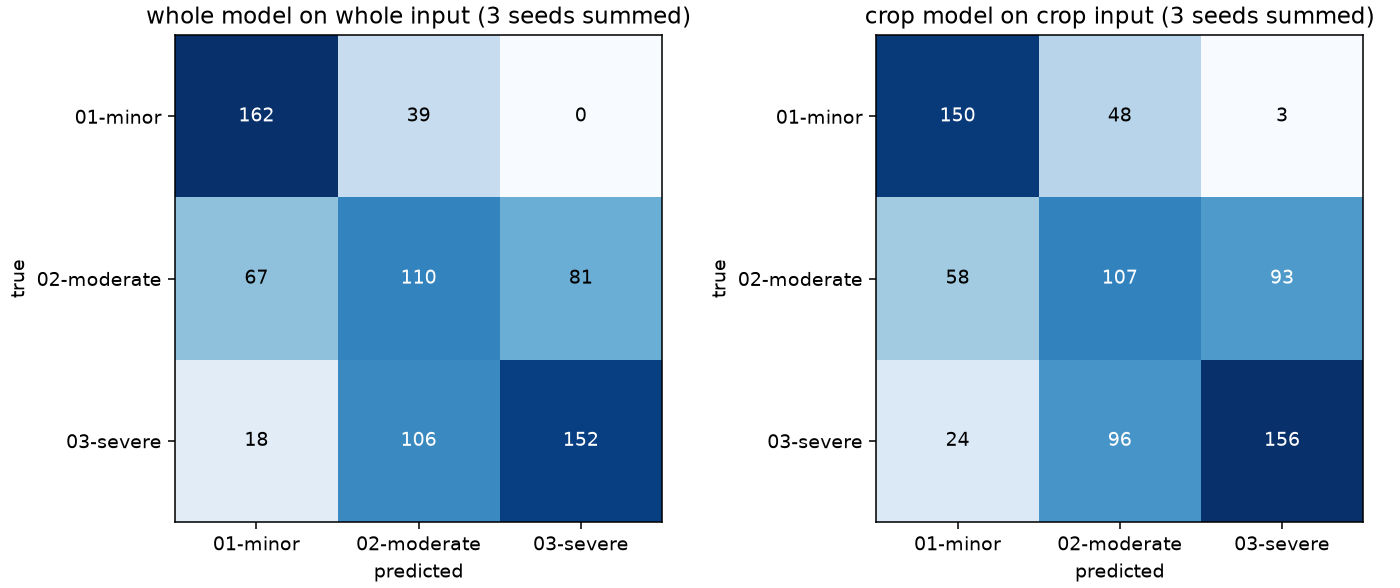 whole model on whole input (3 seeds summed)
01-minor 162 39 0
true
02-moderate 67 110 81
03-severe 18 106 152
01-minor 02-moderate 03-severe
predicted
crop model on crop input (3 seeds summed)
01-minor 150 48 3
true
02-moderate 58 107 93
03-severe 24 96 156
01-minor 02-moderate 03-severe
predicted